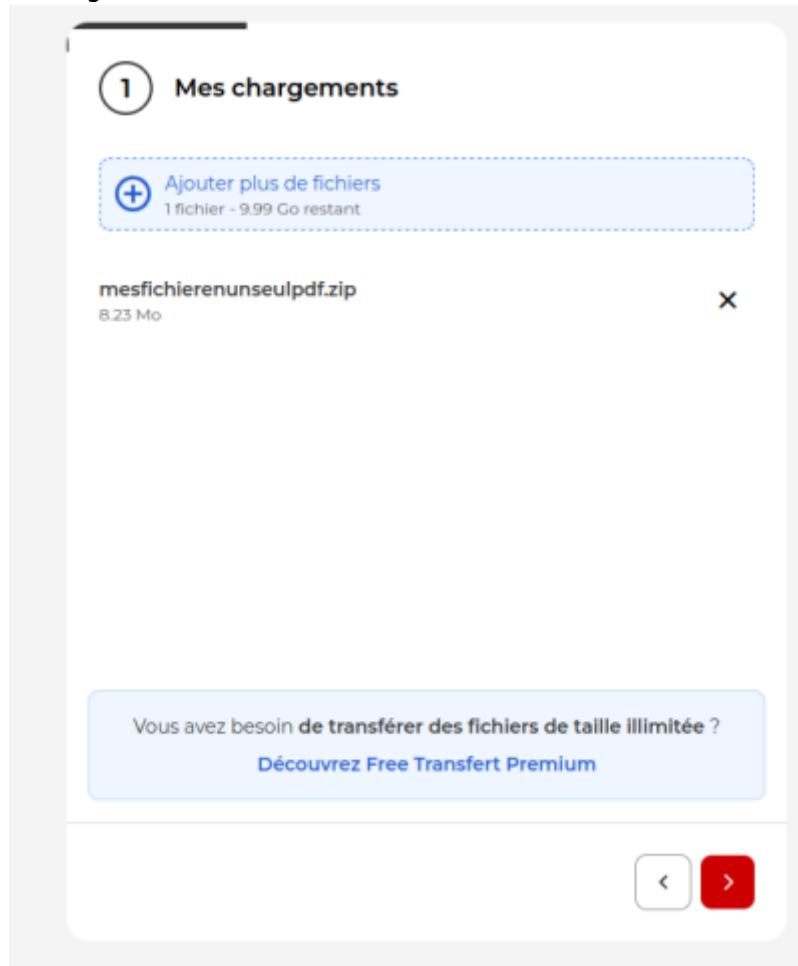 1 Mes chargements
Ajouter plus de fichiers
1 fichier - 9.99 Go restant
mesfichierenunseulpdf.zip
8.23 Mo
Vous avez besoin de transférer des fichiers de taille illimitée ?
Découvrez Free Transfert Premium